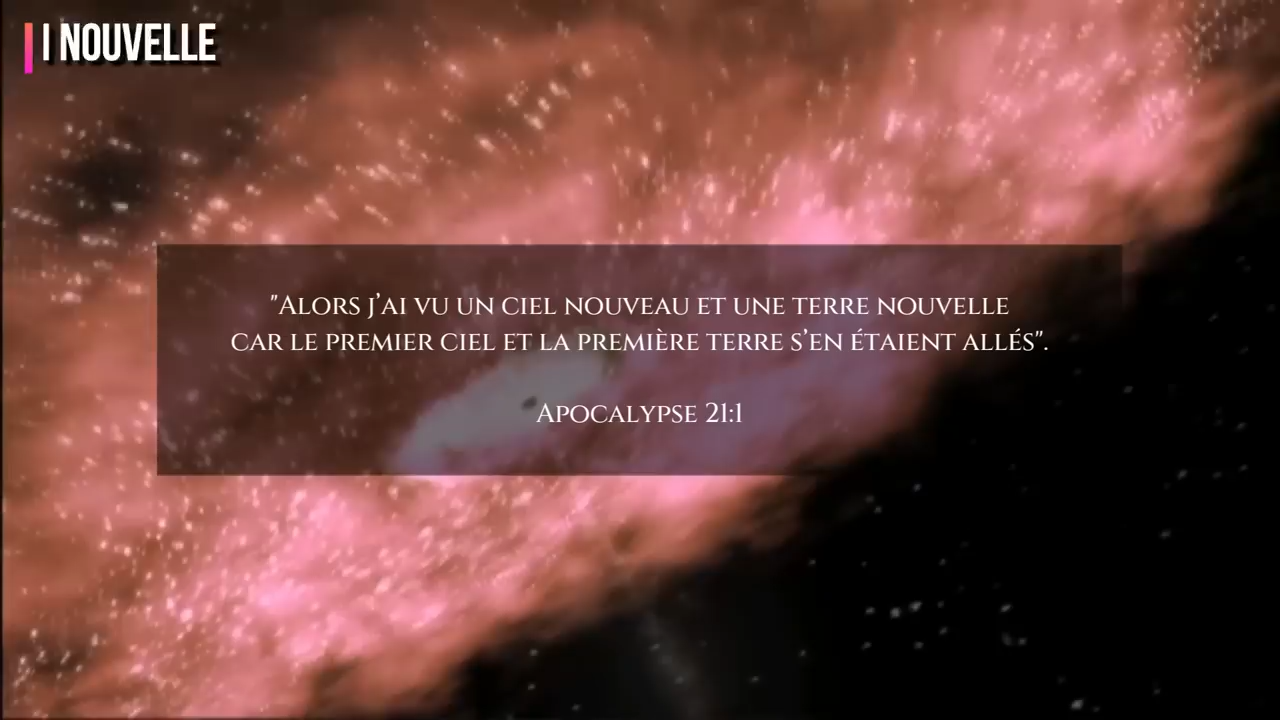 I NOUVELLE
"Alors j'ai vu un ciel nouveau et une terre nouvelle
car le premier ciel et la première terre s'en étaient allés".
Apocalypse 21:1